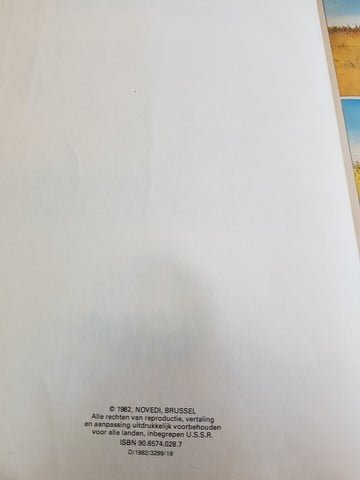 © 1982, NOVEDI, BRUSSEL
Alle rechten van reproductie, vertaling
en aanpassing uitdrukkelijk voorbehouden
voor alle landen, inbegrepen U.S.S.R.
ISBN 90.6574.028.7
D/1982/3299/18